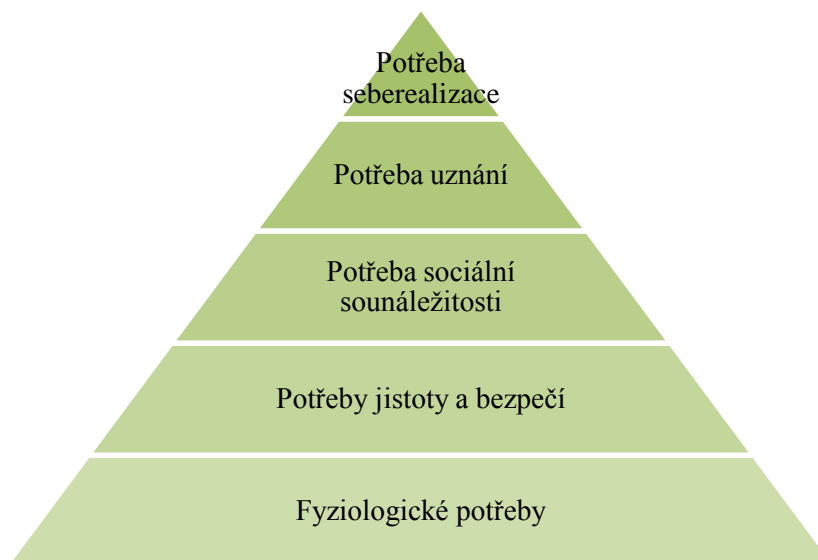 Potřeba
seberealizace
Potřeba uznání
Potřeba sociální
sounáležitosti
Potřeby jistoty a bezpečí
Fyziologické potřeby